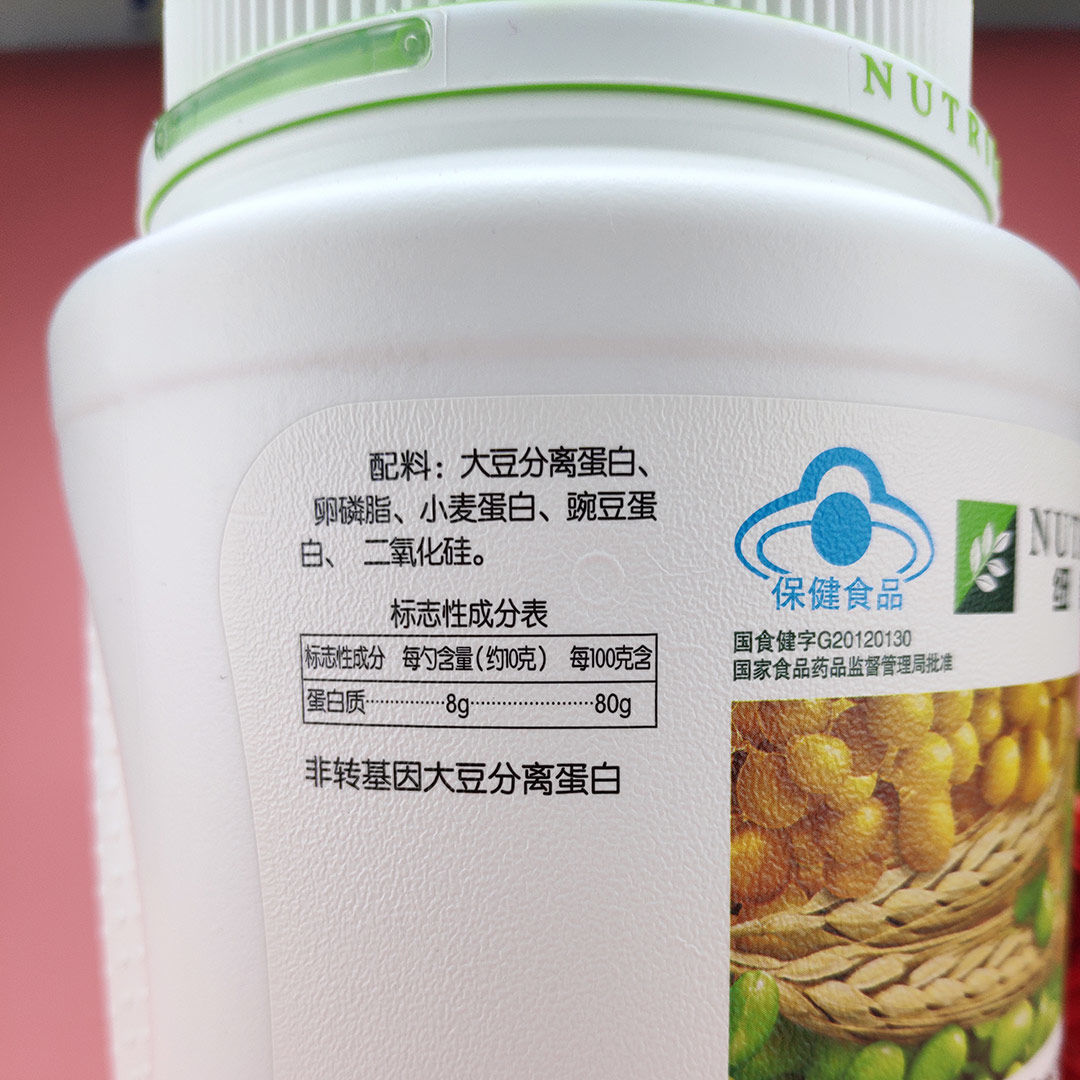 NUTRI
配料：大豆分离蛋白、
卵磷脂、小麦蛋白、豌豆蛋
白、 二氧化硅。
标志性成分表
标志性成分 每勺含量(约10克) 每100克含
蛋白质················8g························80g
非转基因大豆分离蛋白
保健食品
国食健字G20120130
国家食品药品监督管理局批准
NUT
纽